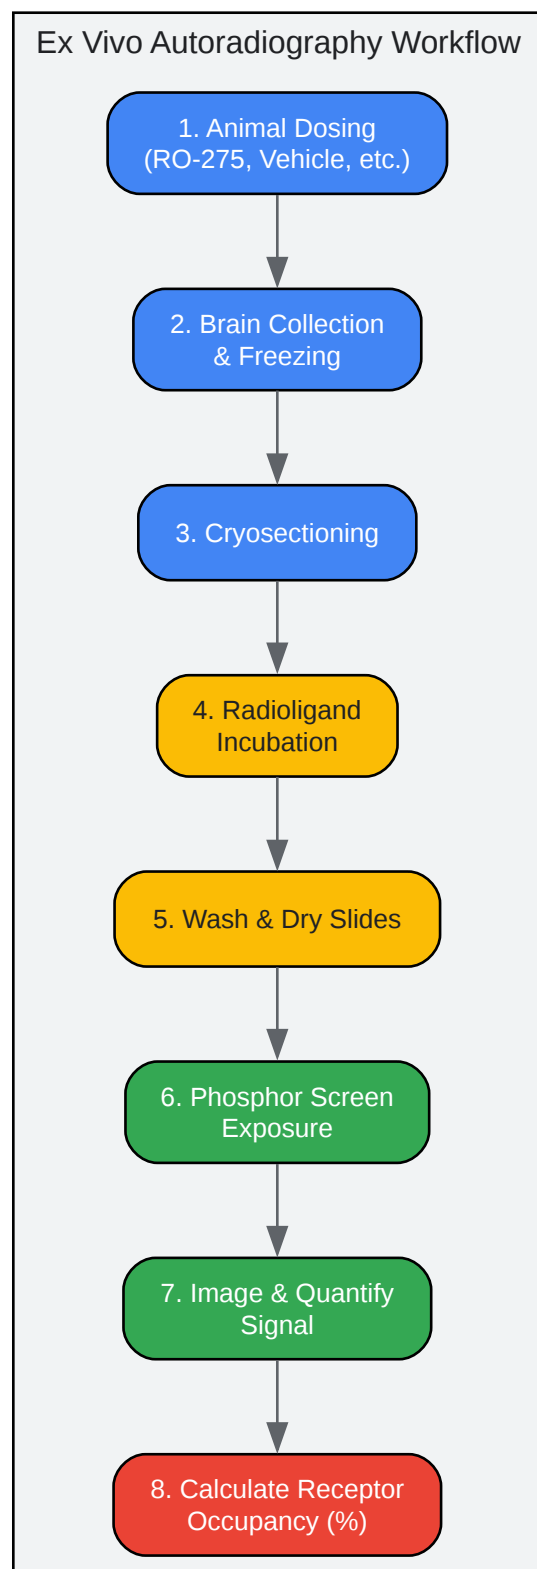 Ex Vivo Autoradiography Workflow
1. Animal Dosing
(RO-275, Vehicle, etc.)
2. Brain Collection
& Freezing
3. Cryosectioning
4. Radioligand
Incubation
5. Wash & Dry Slides
6. Phosphor Screen
Exposure
7. Image & Quantify
Signal
8. Calculate Receptor
Occupancy (%)